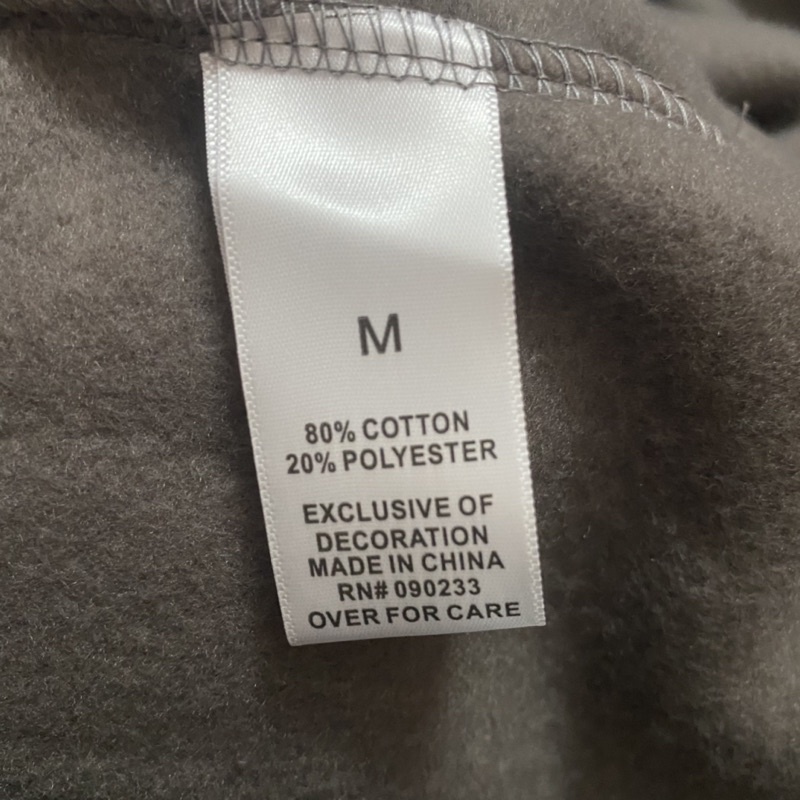 M
80% COTTON
20% POLYESTER
EXCLUSIVE OF
DECORATION
MADE IN CHINA
RN# 090233
OVER FOR CARE